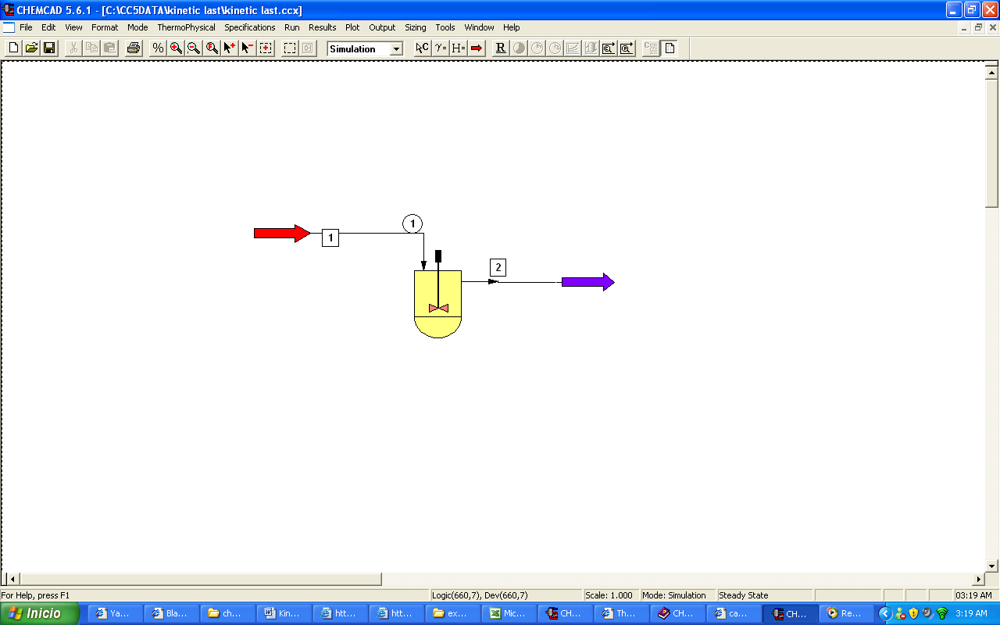 CHEMCAD 5.6.1 - [C:\CC5DATA\kinetic last\kinetic last.ccx]
File Edit View Format Mode ThermoPhysical Specifications Run Results Plot Output Sizing Tools Window Help
% Simulation C γ= H= R
1
1
2
For Help, press F1 Logic(660,7), Dev(660,7) Scale: 1.000 Mode: Simulation Steady State 03:19 AM
Inicio Ya... Bla... ch... Kin... htt... htt... ex... Mic... CH... Th... CH... ca... CH... Re... 3:19 AM